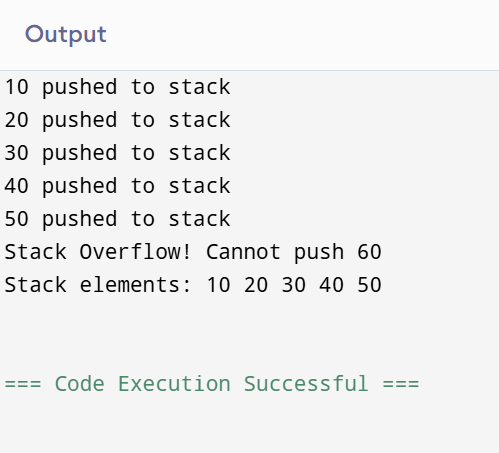 Output
10 pushed to stack
20 pushed to stack
30 pushed to stack
40 pushed to stack
50 pushed to stack
Stack Overflow! Cannot push 60
Stack elements: 10 20 30 40 50
=== Code Execution Successful ===